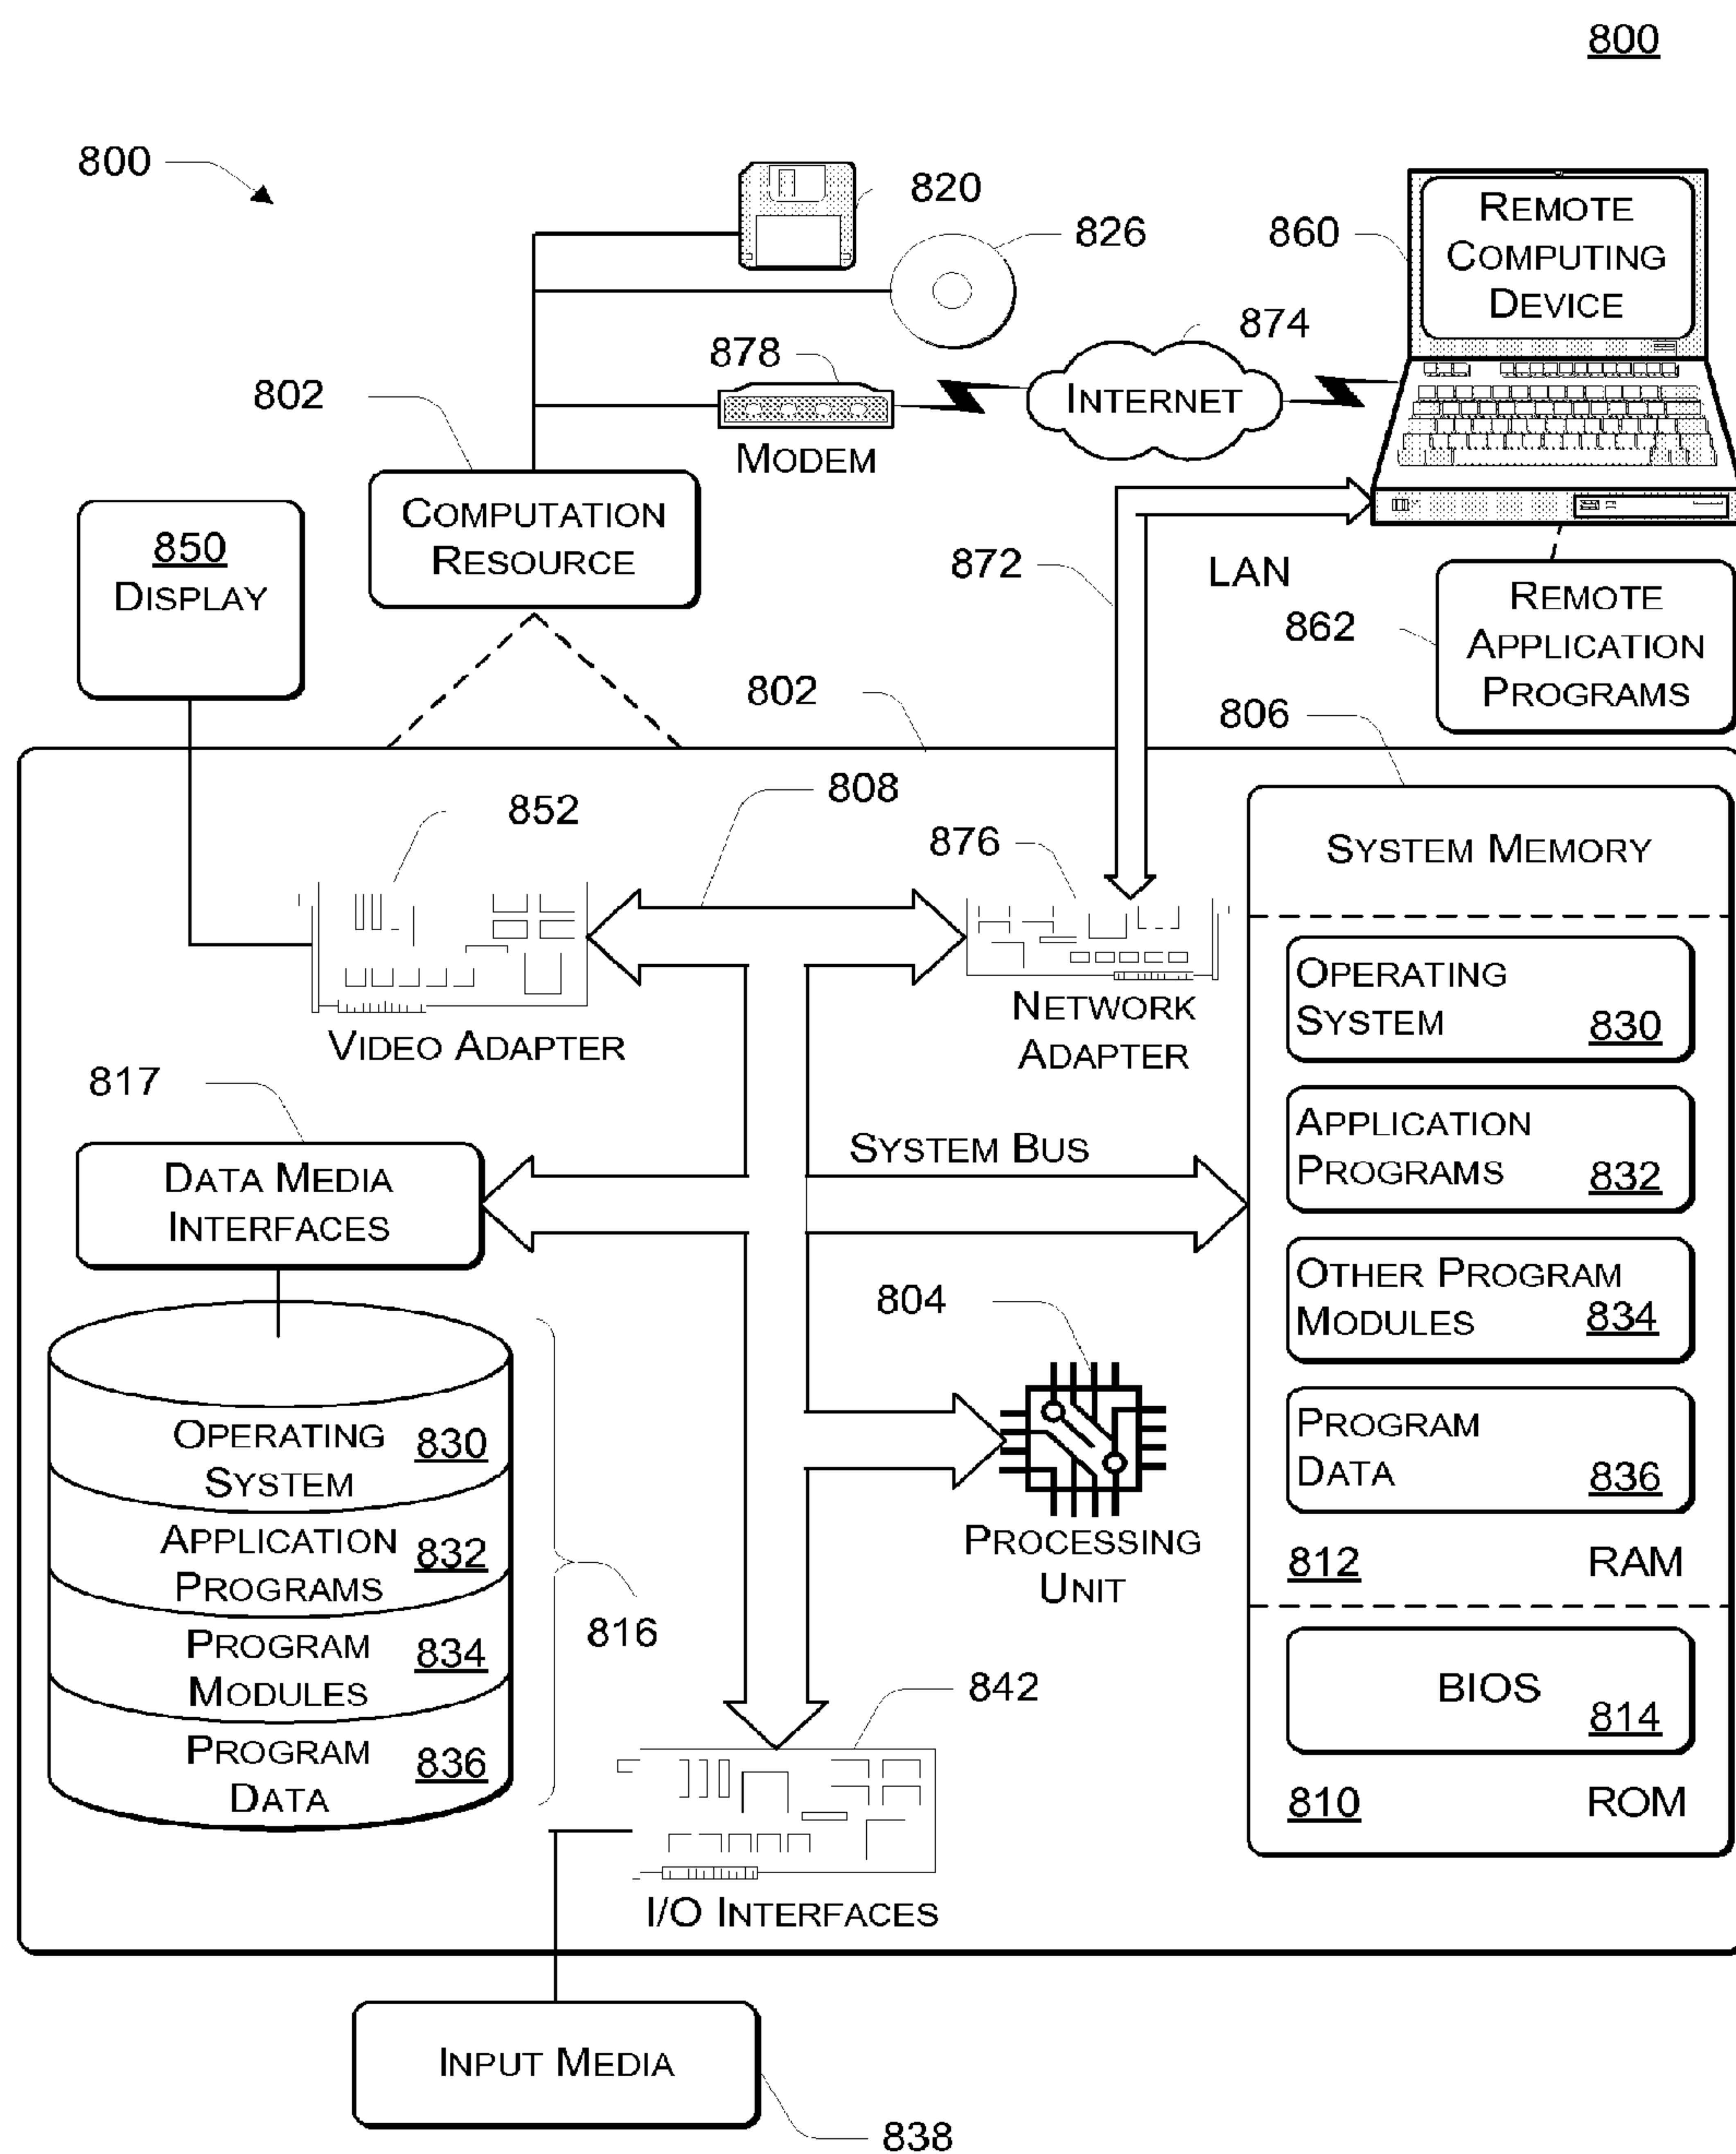 800
800
820
826
860
REMOTE
COMPUTING
DEVICE
874
878
INTERNET
802
MODEM
COMPUTATION
RESOURCE
850
DISPLAY
872
LAN
862
REMOTE
APPLICATION
PROGRAMS
802
806
808
852
876
SYSTEM MEMORY
VIDEO ADAPTER
NETWORK
ADAPTER
OPERATING
SYSTEM 830
817
DATA MEDIA
INTERFACES
SYSTEM BUS
APPLICATION
PROGRAMS 832
OTHER PROGRAM
MODULES 834
804
PROCESSING
UNIT
PROGRAM
DATA 836
812 RAM
BIOS
814
810 ROM
OPERATING 830
SYSTEM
APPLICATION 832
PROGRAMS
PROGRAM 834
MODULES
PROGRAM 836
DATA
816
842
I/O INTERFACES
INPUT MEDIA
838